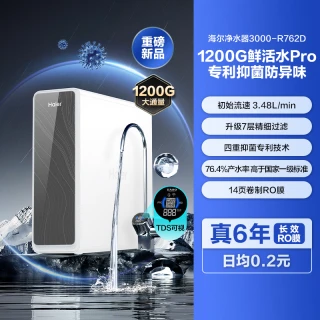 海尔净水器3000-R762D
1200G鲜活水Pro
专利抑菌防异味
重磅
新品
1200G
大通量
Haier
初始流速 3.48L/min
升级7层精细过滤
四重抑菌专利技术
76.4%产水率 高于国家一级标准
14页卷制RO膜
TDS可视
真6年
长效
RO膜
日均0.2元